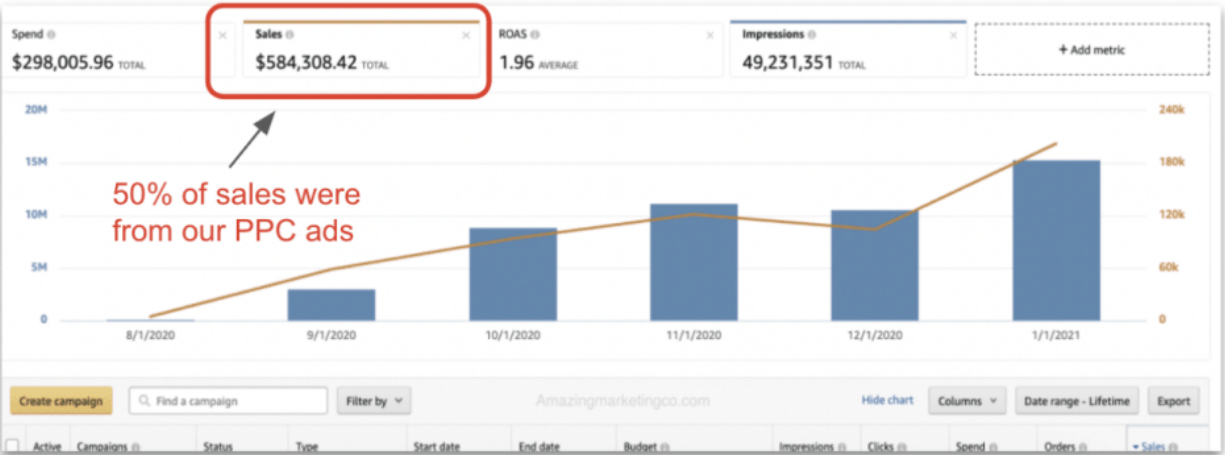 Spend
Sales
ROAS
Impressions
$298,005.96 TOTAL
$584,308.42 TOTAL
1.96 AVERAGE
49,231,351 TOTAL
+ Add metric
20M
240k
15M
180k
50% of sales were
from our PPC ads
10M
120k
5M
60k
0
0
8/1/2020
9/1/2020
10/1/2020
11/1/2020
12/1/2020
1/1/2021
Create campaign
Find a campaign
Filter by
Amazingmarketingco.com
Hide chart
Columns
Date range - Lifetime
Export
Active
Campaigns
Status
Type
Start date
End date
Budget
Impressions
Clicks
Spend
Orders
Sales